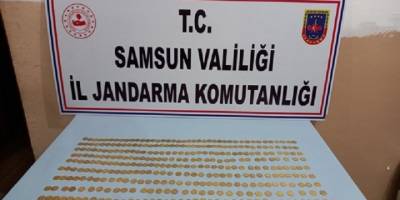 T.C.
SAMSUN VALİLİĞİ
İL JANDARMA KOMUTANLIĞI